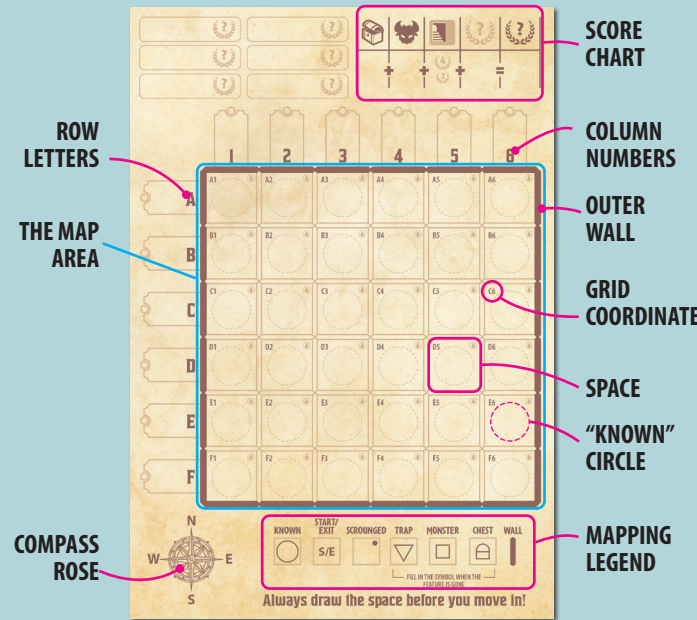 ? ?
? ?
? ?
? ?
4
2
+ + + =
SCORE
CHART
ROW
LETTERS
COLUMN
NUMBERS
1 2 3 4 5 6
A
A1 A2 A3 A4 A5 A6
OUTER
WALL
THE MAP
AREA
B
B1 B2 B3 B4 B5 B6
GRID
COORDINATE
C
C1 C2 C3 C4 C5 C6
D
D1 D2 D3 D4 D5 D6
SPACE
E
E1 E2 E3 E4 E5 E6
“KNOWN”
CIRCLE
F
F1 F2 F3 F4 F5 F6
COMPASS
ROSE
N
W E
S
KNOWN START/EXIT SCROUNGED TRAP MONSTER CHEST WALL
S/E
FILL IN THE SYMBOL WHEN THE
FEATURE IS GONE
MAPPING
LEGEND
Always draw the space before you move in!